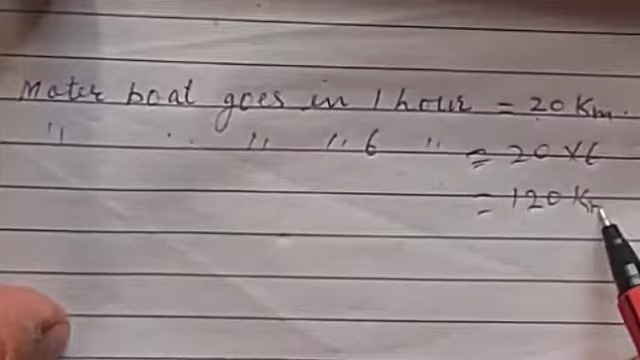 Motor boat goes in 1 hour = 20 Km.
" " " " 6 " = 20 × 6
= 120 Km